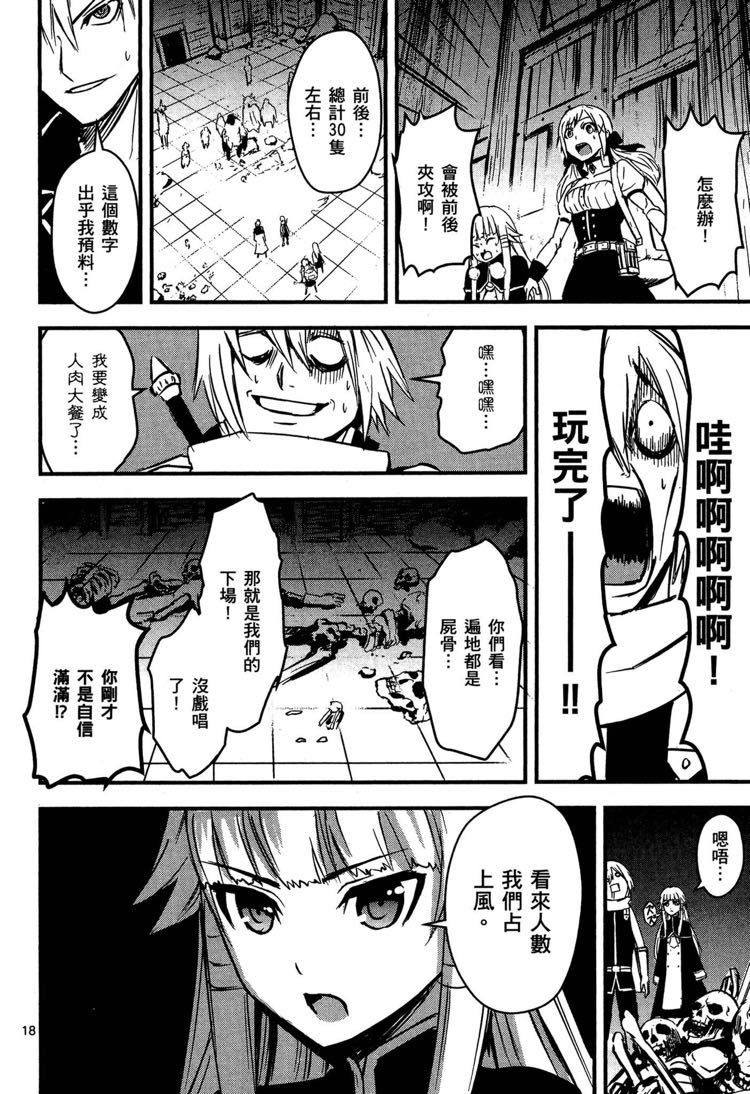 怎麼辦！
會被前後
夾攻啊！
前後…
總計30隻
左右…
這個數字
出乎我預料…
哇啊啊啊啊啊！
玩完了——!!
嘿…嘿嘿…
我要變成
人肉大餐了…
你們看…
遍地都是
屍骨…
那就是我們的
下場！
沒戲唱
了！
你剛才
不是自信
滿滿!?
嗯唔…
看來人數
我們占
上風。
18